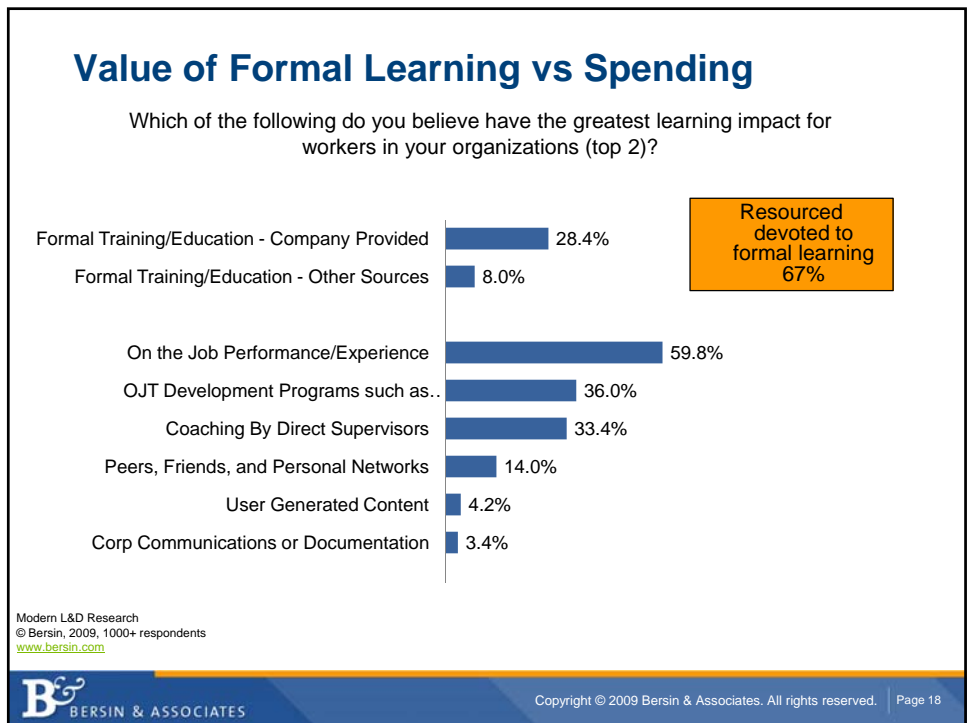 Value of Formal Learning vs Spending
Which of the following do you believe have the greatest learning impact for
workers in your organizations (top 2)?
Resourced
devoted to
formal learning
67%
Formal Training/Education - Company Provided 28.4%
Formal Training/Education - Other Sources 8.0%
On the Job Performance/Experience 59.8%
OJT Development Programs such as.. 36.0%
Coaching By Direct Supervisors 33.4%
Peers, Friends, and Personal Networks 14.0%
User Generated Content 4.2%
Corp Communications or Documentation 3.4%
Modern L&D Research
© Bersin, 2009, 1000+ respondents
www.bersin.com
B& BERSIN & ASSOCIATES
Copyright © 2009 Bersin & Associates. All rights reserved. Page 18